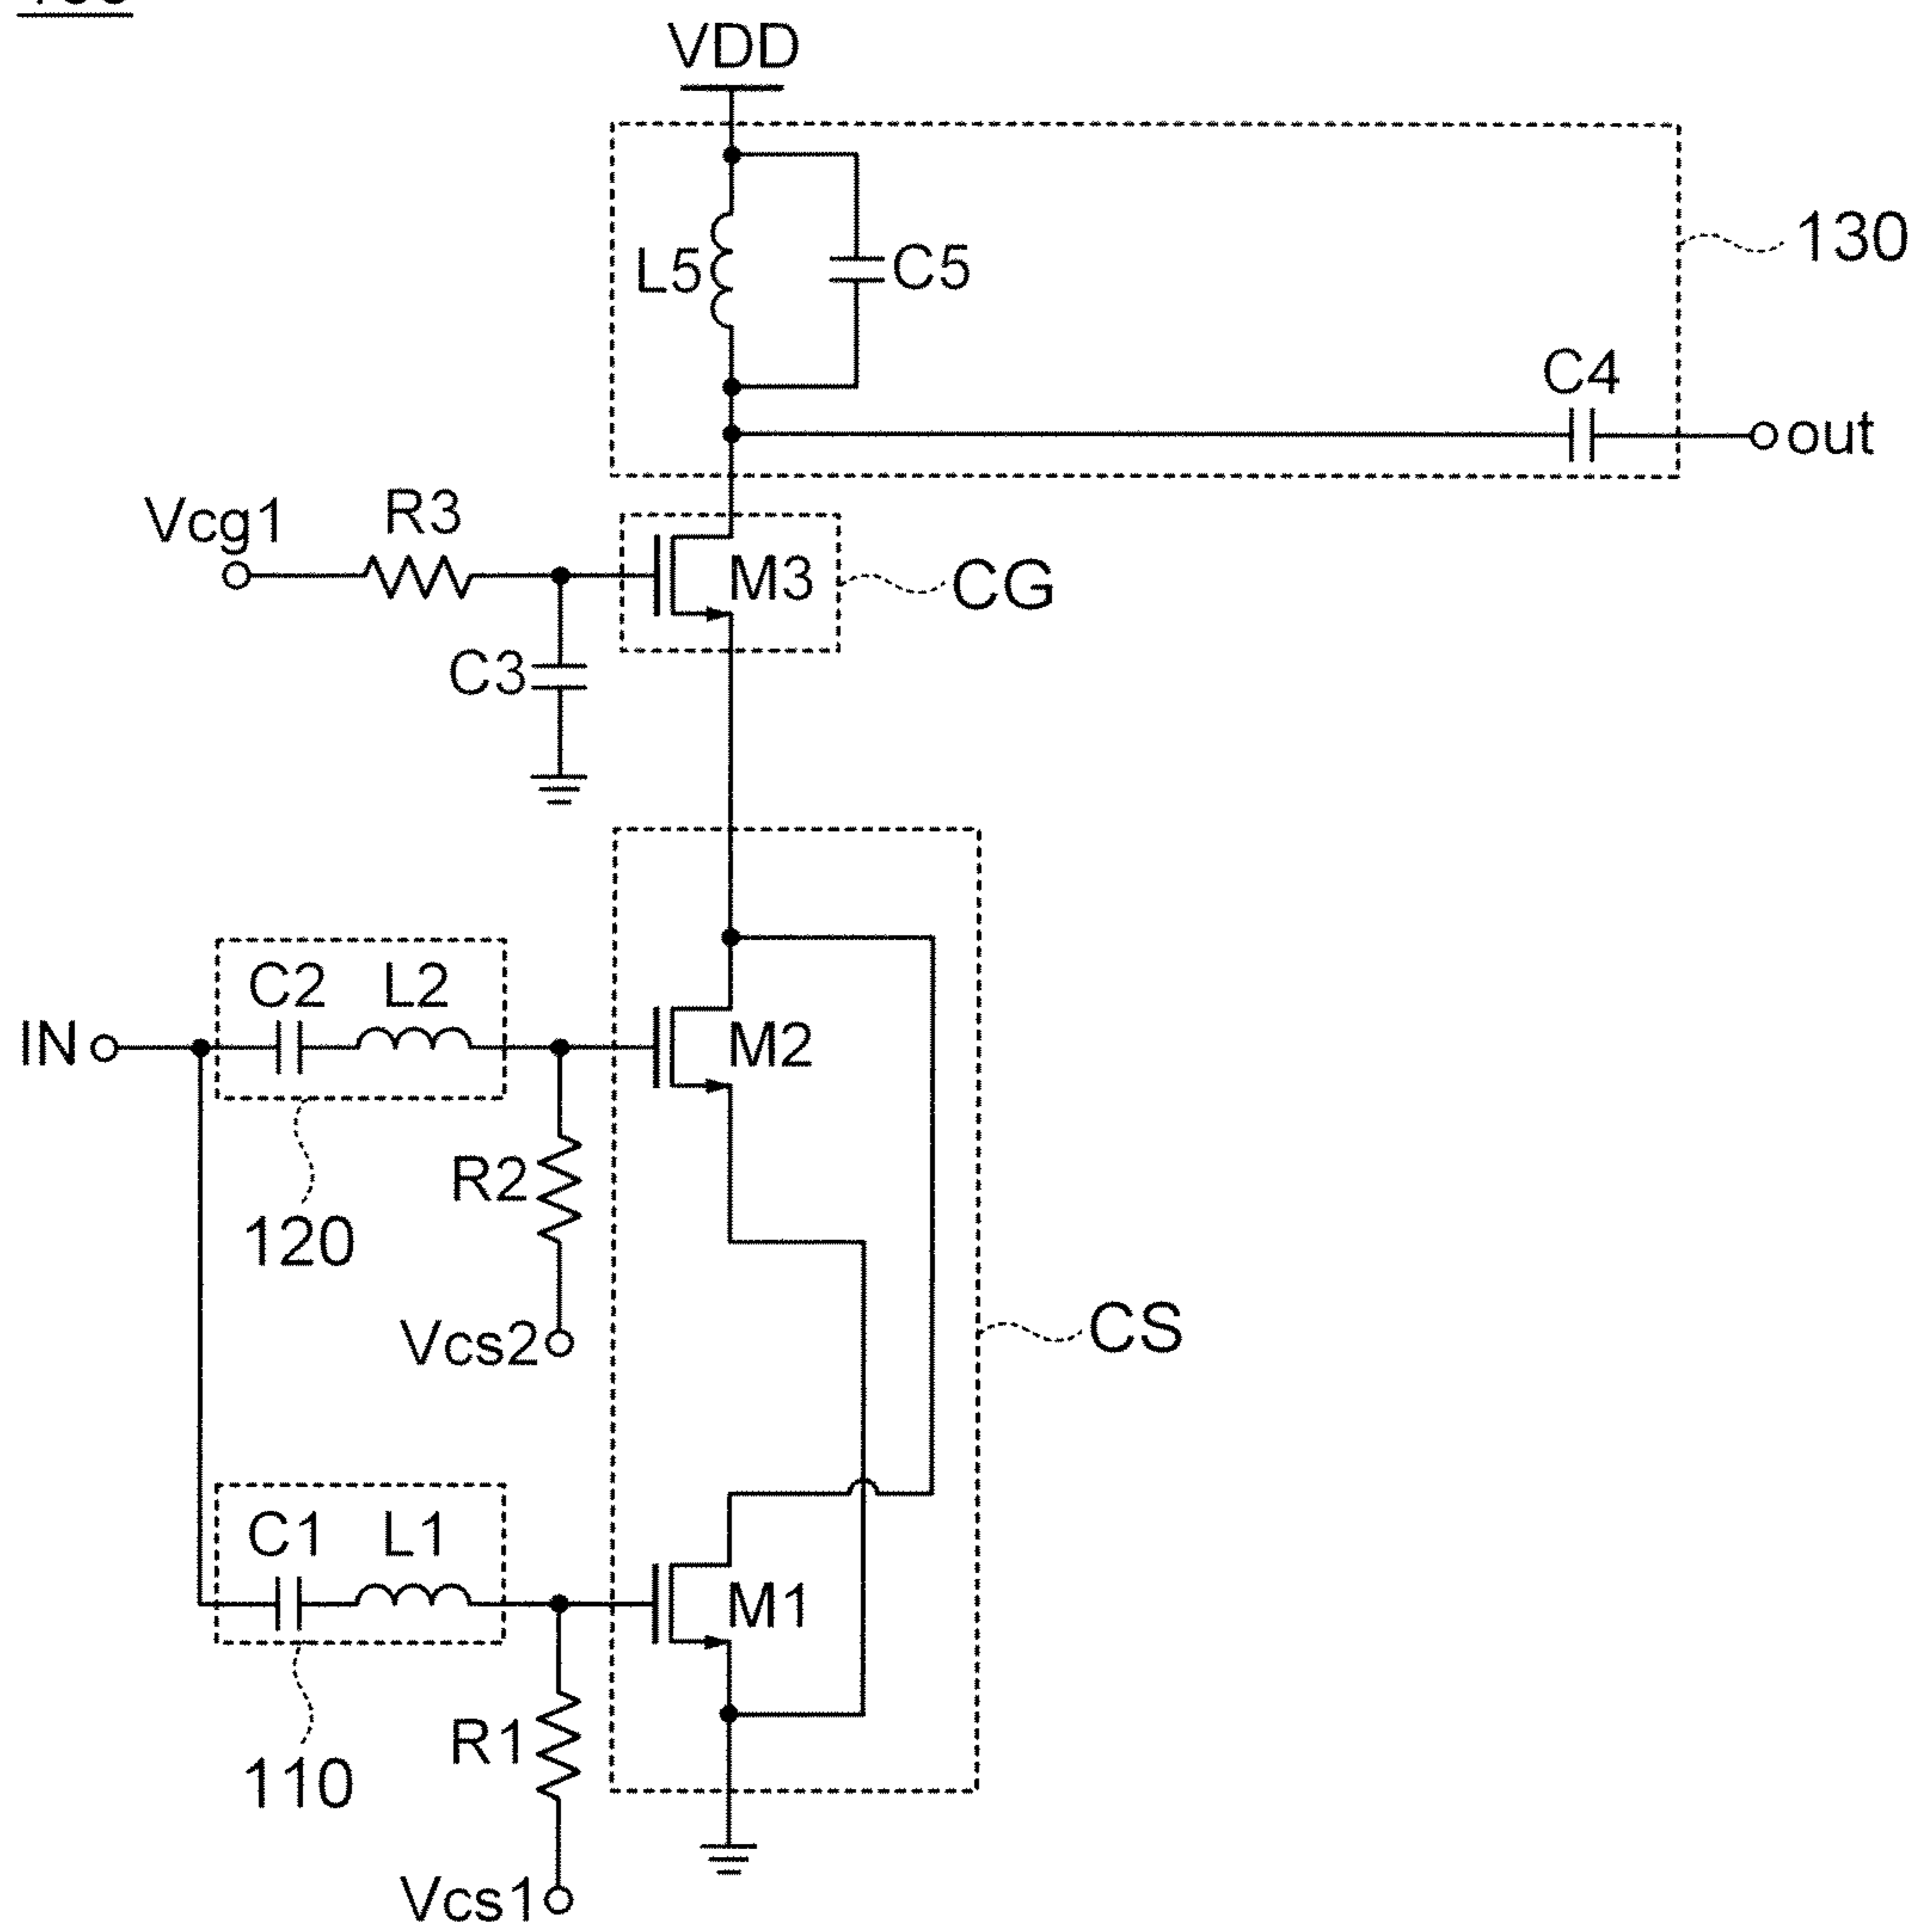 VDD
L5
C5
130
C4
out
Vcg1
R3
M3
CG
C3
C2
L2
IN
M2
R2
120
Vcs2
CS
C1
L1
M1
R1
110
Vcs1